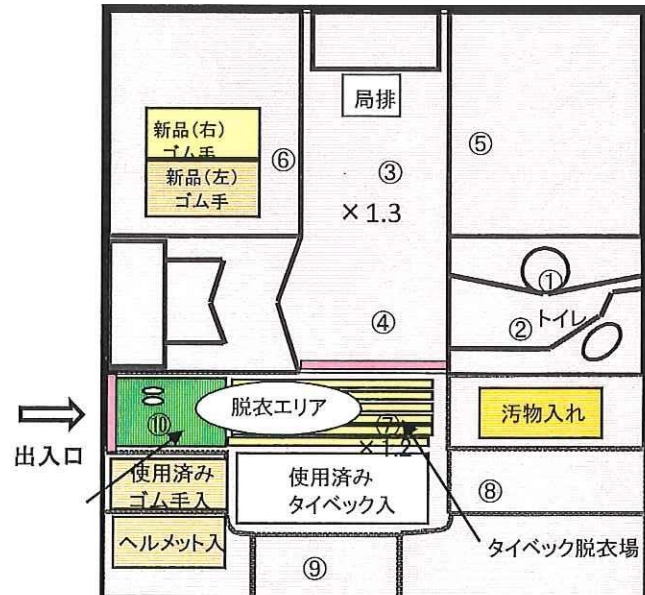 局排
新品(右)
ゴム手
新品(左)
ゴム手
⑥
③
⑤
×1.3
①
④
②
トイレ
出入口
⑩
脱衣エリア
⑦
×1.2
汚物入れ
使用済み
ゴム手入
使用済み
タイベック入
⑧
ヘルメット入
⑨
タイベック脱衣場